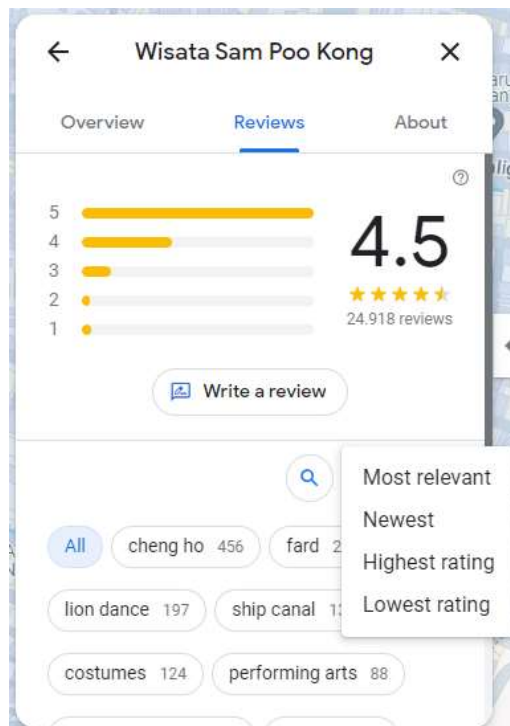 Wisata Sam Poo Kong
Overview Reviews About
5
4
3
2
1
4.5
24.918 reviews
Write a review
Most relevant
Newest
Highest rating
Lowest rating
All cheng ho 456 fard
lion dance 197 ship canal
costumes 124 performing arts 88